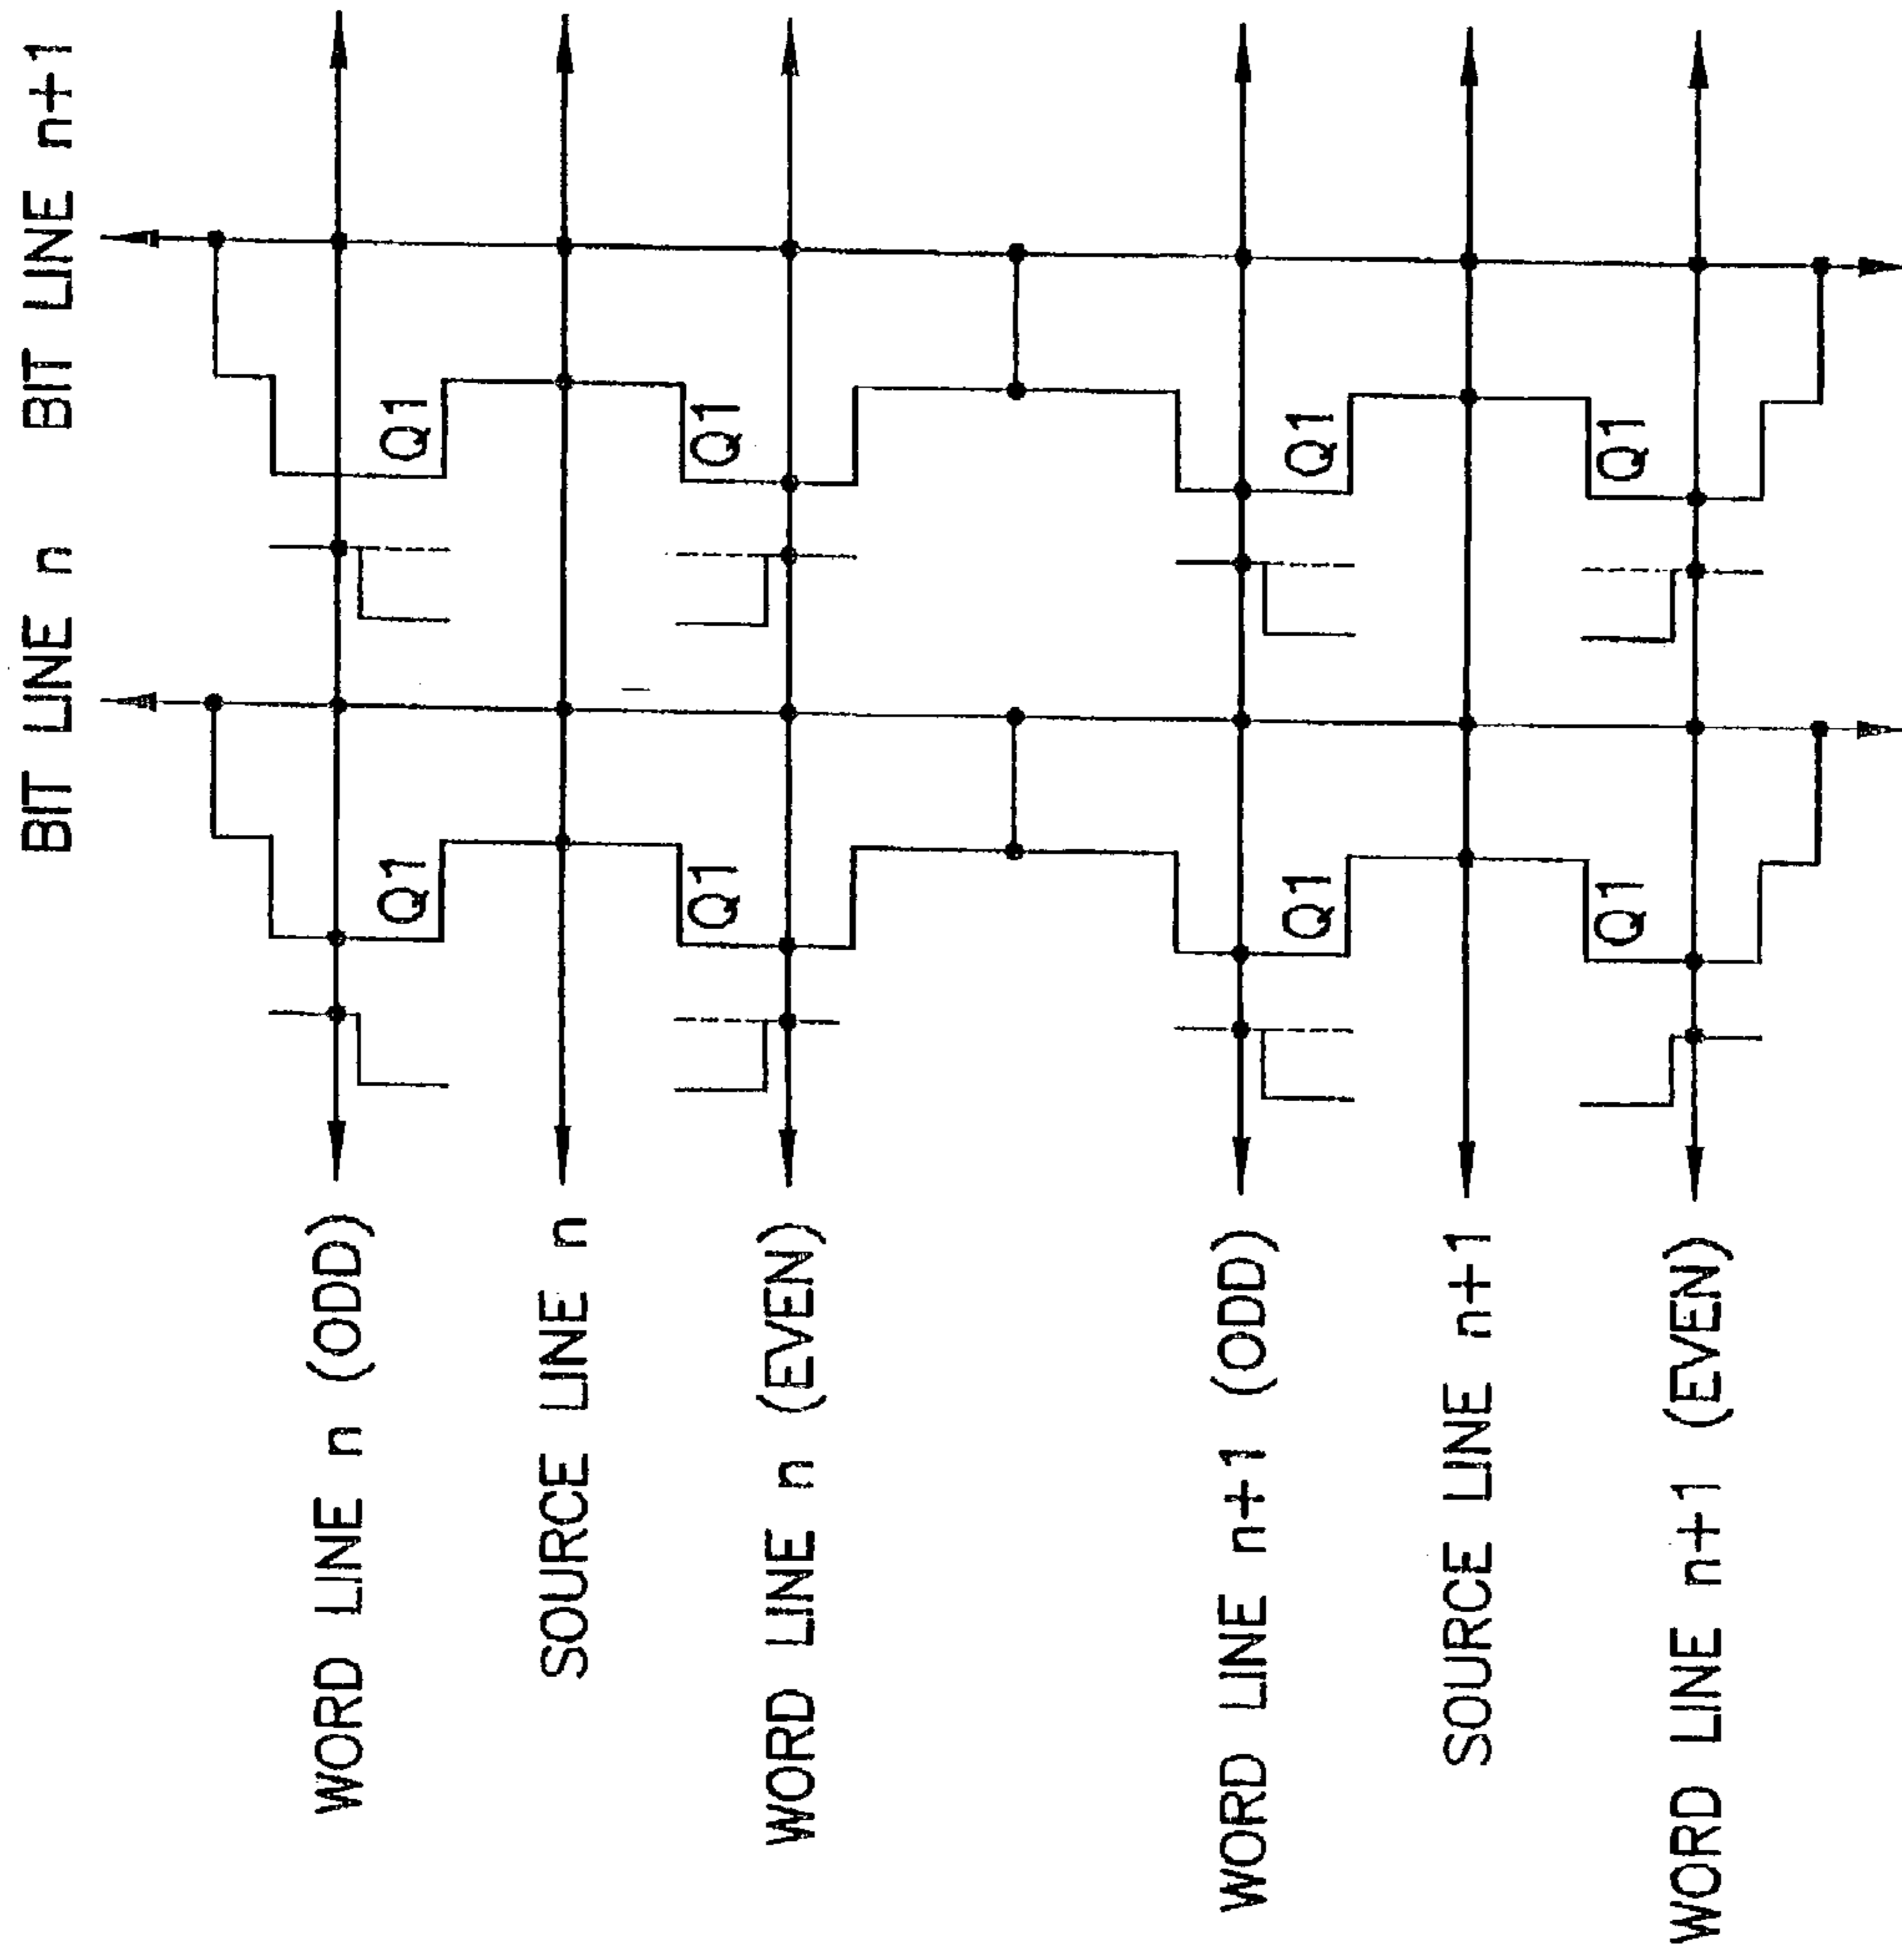 BIT LINE n BIT LINE n+1
WORD LINE n (ODD)
Q1
Q1
SOURCE LINE n
Q1
Q1
WORD LINE n (EVEN)
WORD LINE n+1 (ODD)
Q1
Q1
SOURCE LINE n+1
Q1
Q1
WORD LINE n+1 (EVEN)